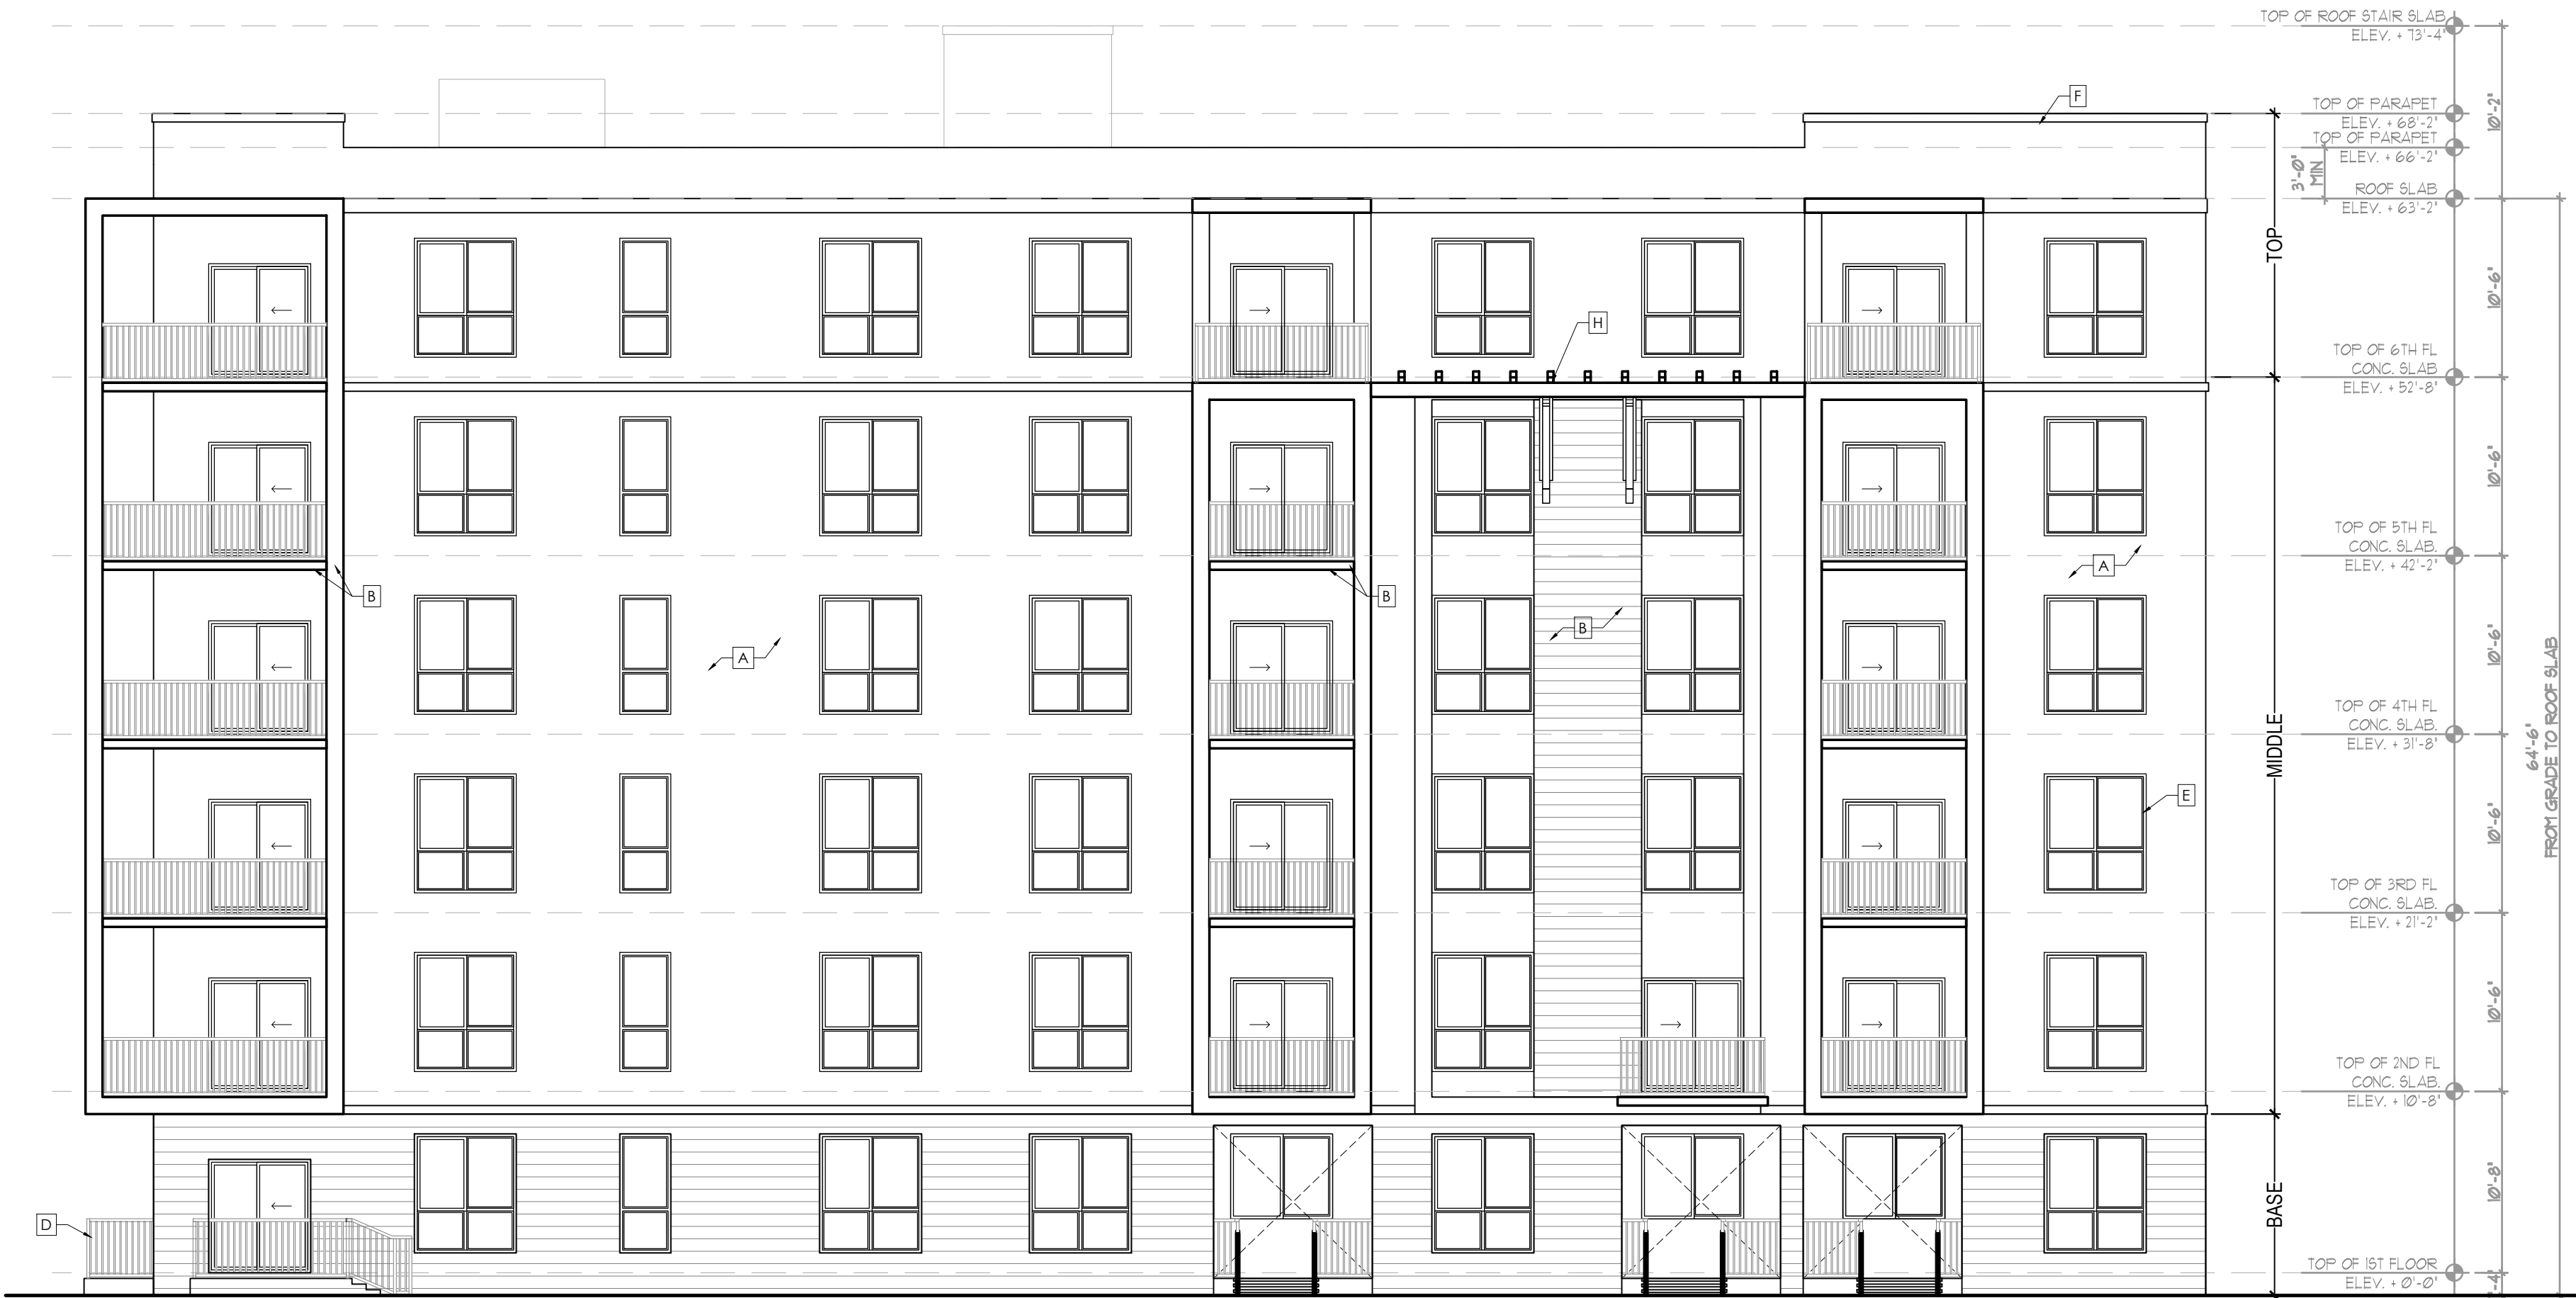 TOP OF ROOF STAIR SLAB
ELEV. + 73'-4"
F
TOP OF PARAPET
ELEV. + 68'-2"
10'-2"
TOP OF PARAPET
ELEV. + 66'-2"
3'-0"
MIN
ROOF SLAB
ELEV. + 63'-2"
TOP
10'-6"
H
TOP OF 6TH FL
CONC. SLAB
ELEV. + 52'-8"
10'-6"
TOP OF 5TH FL
CONC. SLAB.
ELEV. + 42'-2"
A
B
B
B
A
10'-6"
TOP OF 4TH FL
CONC. SLAB.
ELEV. + 31'-8"
MIDDLE
64'-6"
FROM GRADE TO ROOF SLAB
E
10'-6"
TOP OF 3RD FL
CONC. SLAB.
ELEV. + 21'-2"
10'-6"
TOP OF 2ND FL
CONC. SLAB.
ELEV. + 10'-8"
BASE
10'-8"
D
TOP OF 1ST FLOOR
ELEV. + 0'-0"